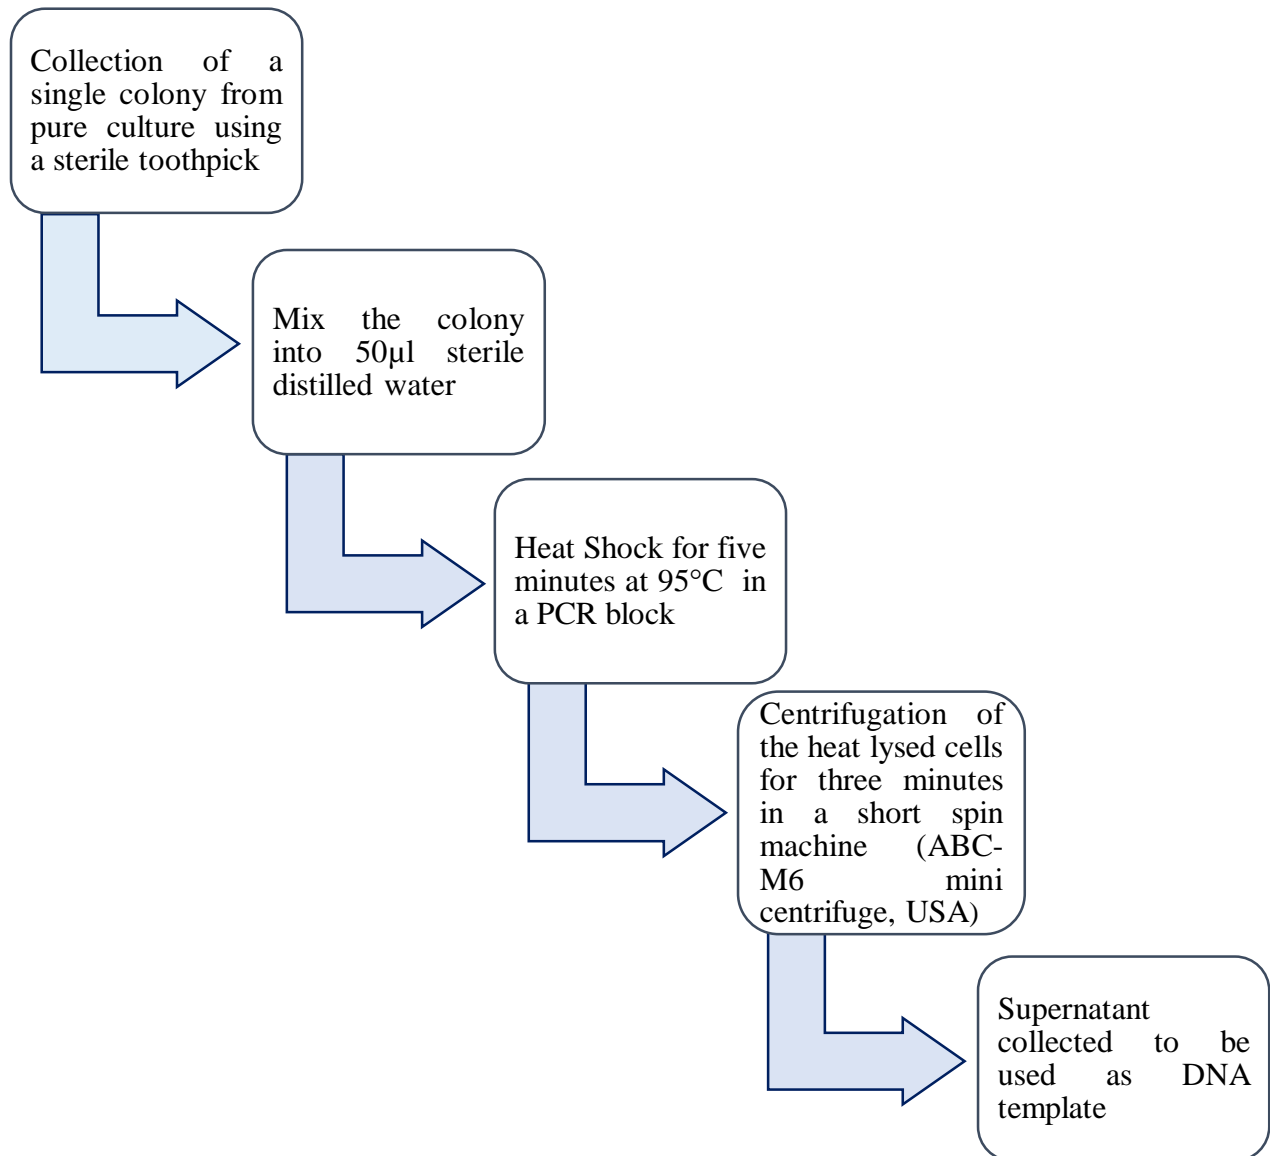 Collection of a
single colony from
pure culture using
a sterile toothpick
Mix the colony
into 50µl sterile
distilled water
Heat Shock for five
minutes at 95°C in
a PCR block
Centrifugation of
the heat lysed cells
for three minutes
in a short spin
machine (ABC-
M6 mini
centrifuge, USA)
Supernatant
collected to be
used as DNA
template